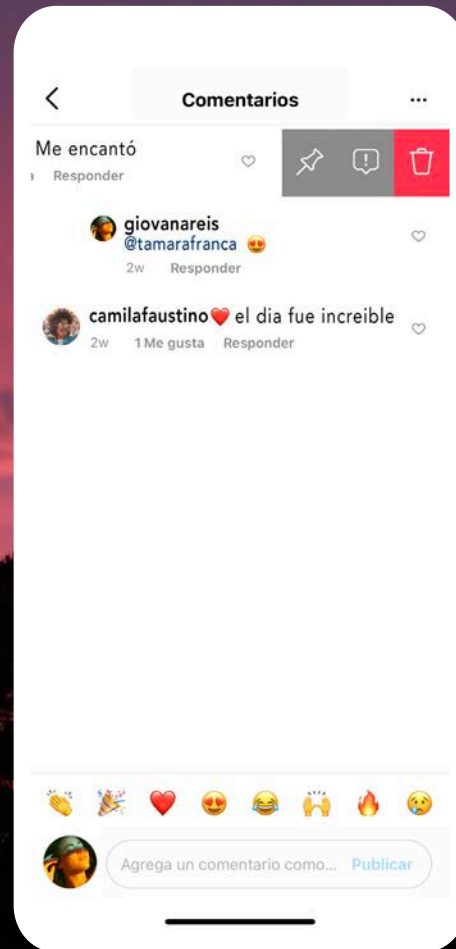 Comentarios
Me encantó
Responder
giovanareis
@tamarafranca 😍
2w Responder
camilafaustino❤️ el dia fue increible
2w 1 Me gusta Responder
Agrega un comentario como... Publicar